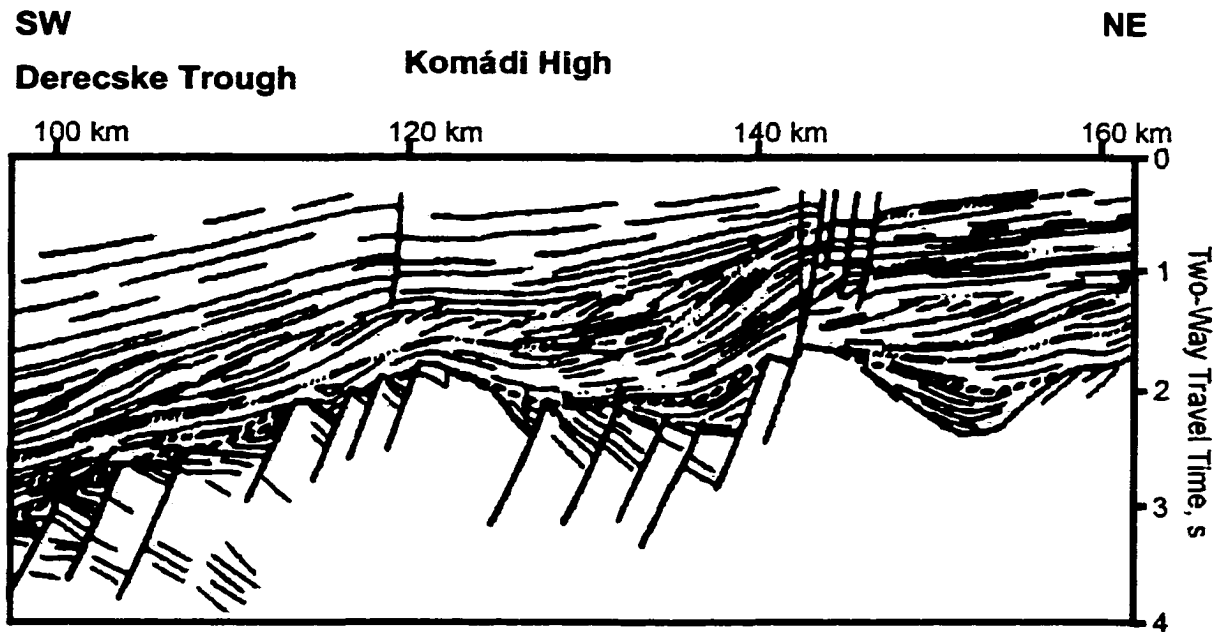 SW
NE
Derecske Trough
Komádi High
100 km
120 km
140 km
160 km
0
1
2
3
4
Two-Way Travel Time, s